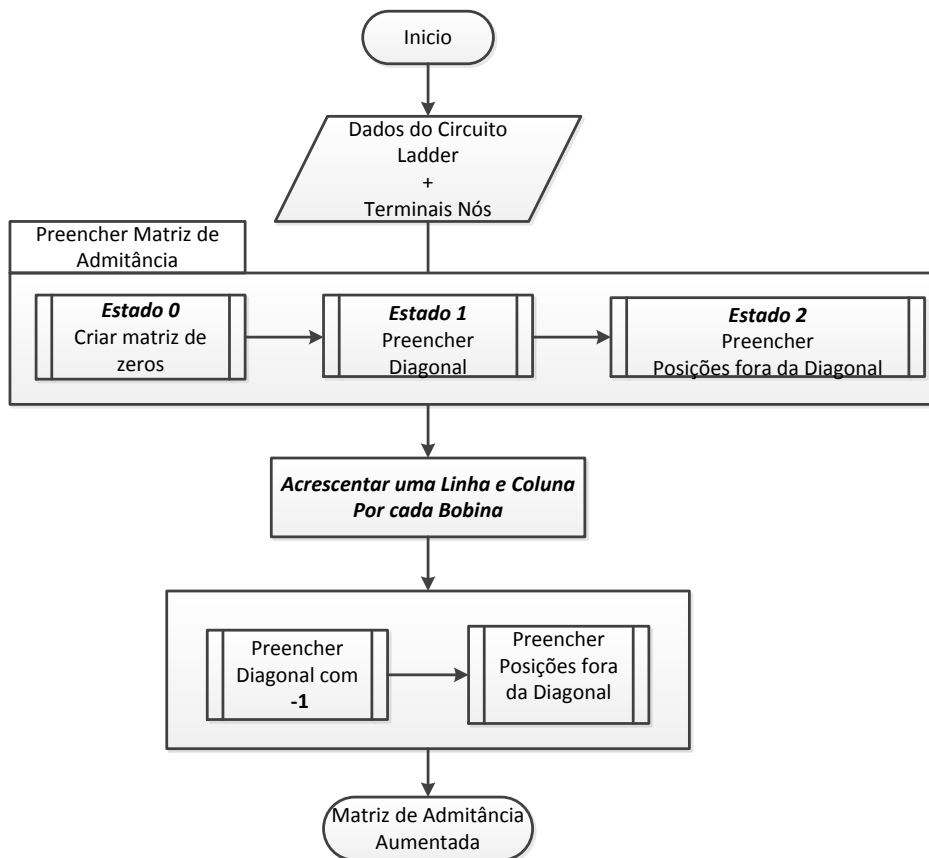 Inicio
Dados do Circuito
Ladder
+
Terminais Nós
Preencher Matriz de
Admitância
Estado 0
Criar matriz de
zeros
Estado 1
Preencher
Diagonal
Estado 2
Preencher
Posições fora da Diagonal
Acrescentar uma Linha e Coluna
Por cada Bobina
Preencher
Diagonal com
-1
Preencher
Posições fora
da Diagonal
Matriz de Admitância
Aumentada